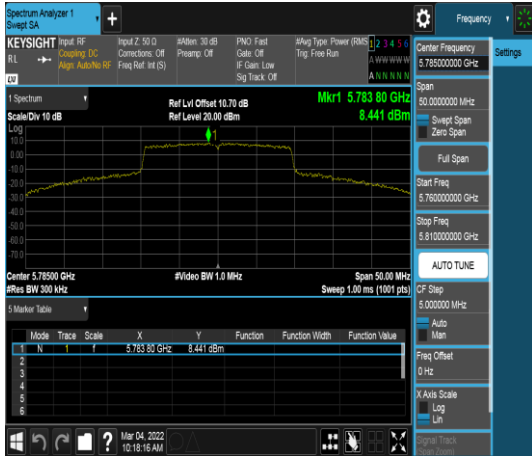 Spectrum Analyzer 1
Swept SA
+
Frequency
KEYSIGHT
RL
LXI
Input: RF
Coupling: DC
Align: Auto/No RF
Input Z: 50 Ω
Corrections: Off
Freq Ref: Int (S)
#Atten: 30 dB
Preamp: Off
PNO: Fast
Gate: Off
IF Gain: Low
Sig Track: Off
#Avg Type: Power (RMS
Trig: Free Run
1 2 3 4 5 6
A W W W W W
A N N N N N
1 Spectrum
Scale/Div 10 dB
Ref Lvl Offset 10.70 dB
Ref Level 20.00 dBm
Mkr1 5.783 80 GHz
8.441 dBm
Log
1
10.0
0.00
-10.0
-20.0
-30.0
-40.0
-50.0
-60.0
-70.0
Center 5.78500 GHz
#Res BW 300 kHz
#Video BW 1.0 MHz
Span 50.00 MHz
Sweep 1.00 ms (1001 pts)
5 Marker Table
Mode Trace Scale X Y Function Function Width Function Value
1 N 1 f 5.783 80 GHz 8.441 dBm
2
3
4
5
6
Mar 04, 2022
10:18:16 AM
?
Center Frequency
5.785000000 GHz
Settings
Span
50.0000000 MHz
Swept Span
Zero Span
Full Span
Start Freq
5.760000000 GHz
Stop Freq
5.810000000 GHz
AUTO TUNE
CF Step
5.000000 MHz
Auto
Man
Freq Offset
0 Hz
X Axis Scale
Log
Lin
Signal Track
(Span Zoom)